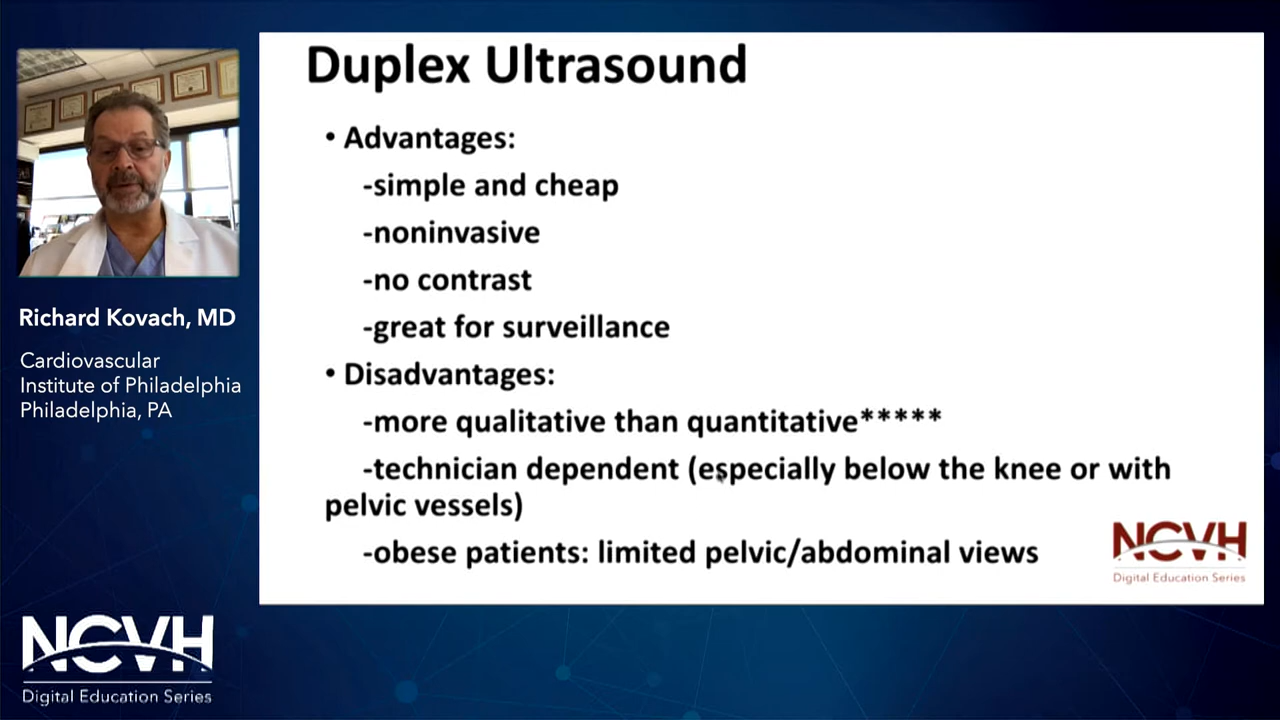 Duplex Ultrasound
• Advantages:
-simple and cheap
-noninvasive
-no contrast
-great for surveillance
• Disadvantages:
-more qualitative than quantitative*****
-technician dependent (especially below the knee or with
pelvic vessels)
-obese patients: limited pelvic/abdominal views
NCVH
Digital Education Series
Richard Kovach, MD
Cardiovascular
Institute of Philadelphia
Philadelphia, PA
NCVH
Digital Education Series